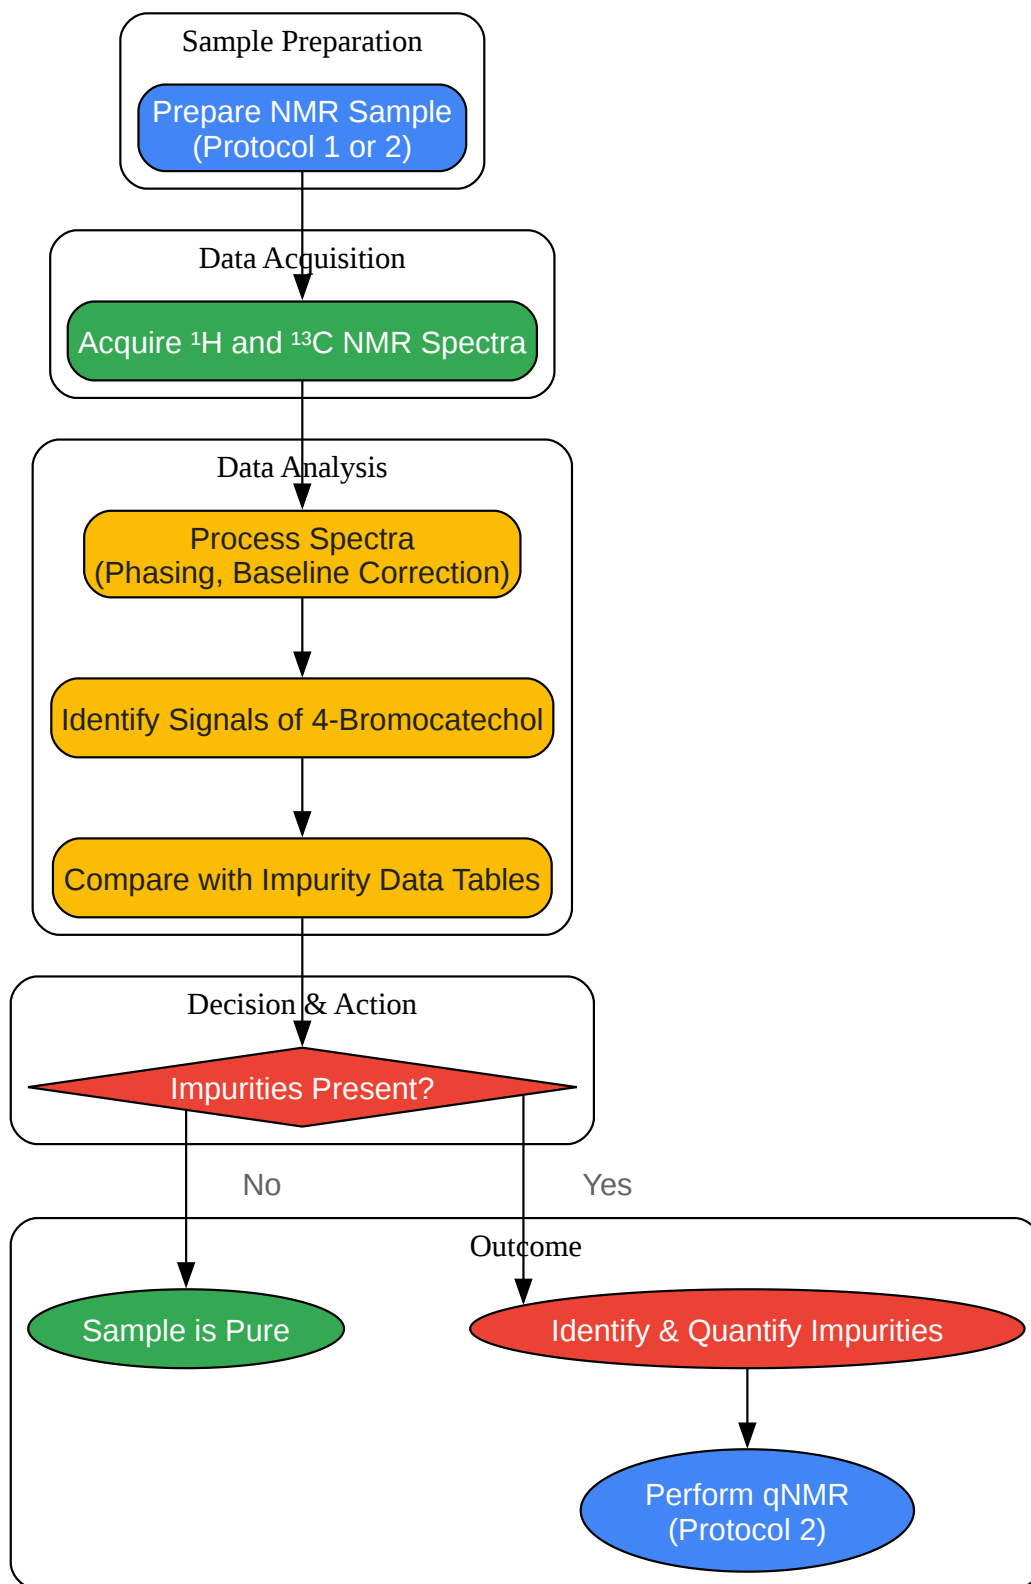 Sample Preparation
Prepare NMR Sample
(Protocol 1 or 2)
Data Acquisition
Acquire ¹H and ¹³C NMR Spectra
Data Analysis
Process Spectra
(Phasing, Baseline Correction)
Identify Signals of 4-Bromocatechol
Compare with Impurity Data Tables
Decision & Action
Impurities Present?
No
Yes
Outcome
Sample is Pure
Identify & Quantify Impurities
Perform qNMR
(Protocol 2)